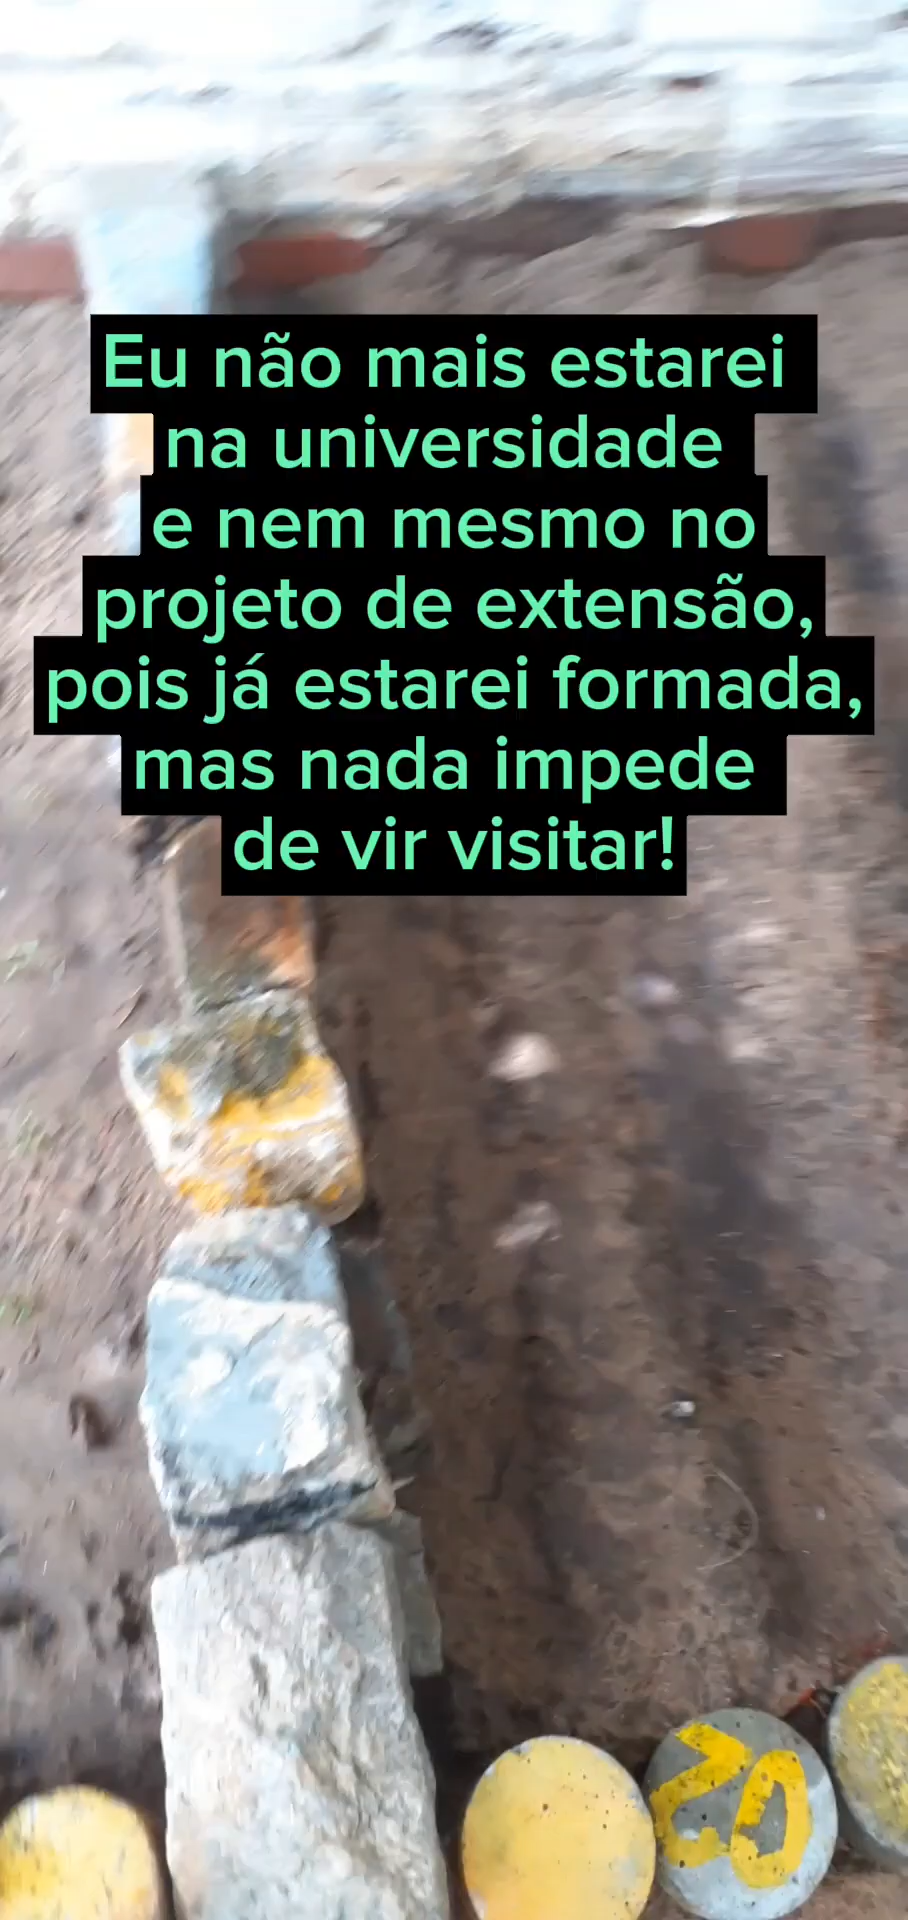 Eu não mais estarei
na universidade
e nem mesmo no
projeto de extensão,
pois já estarei formada,
mas nada impede
de vir visitar!
20